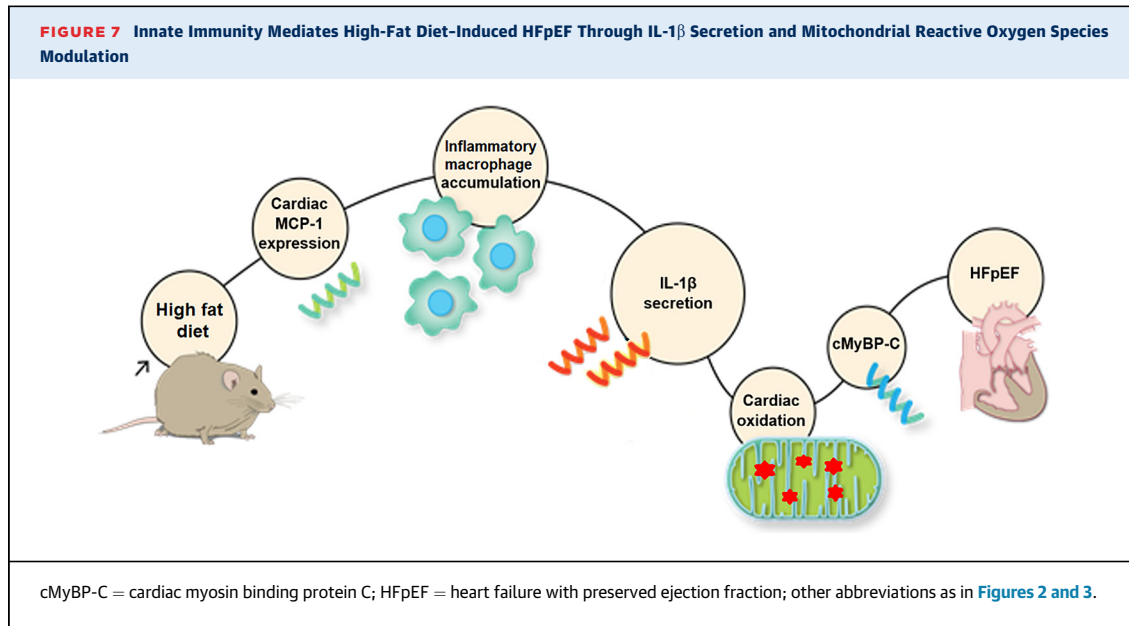 FIGURE 7 Innate Immunity Mediates High-Fat Diet–Induced HFpEF Through IL-1β Secretion and Mitochondrial Reactive Oxygen Species
Modulation
Inflammatory
macrophage
accumulation
Cardiac
MCP-1
expression
High fat
diet
IL-1β
secretion
HFpEF
cMyBP-C
Cardiac
oxidation
cMyBP-C = cardiac myosin binding protein C; HFpEF = heart failure with preserved ejection fraction; other abbreviations as in Figures 2 and 3.